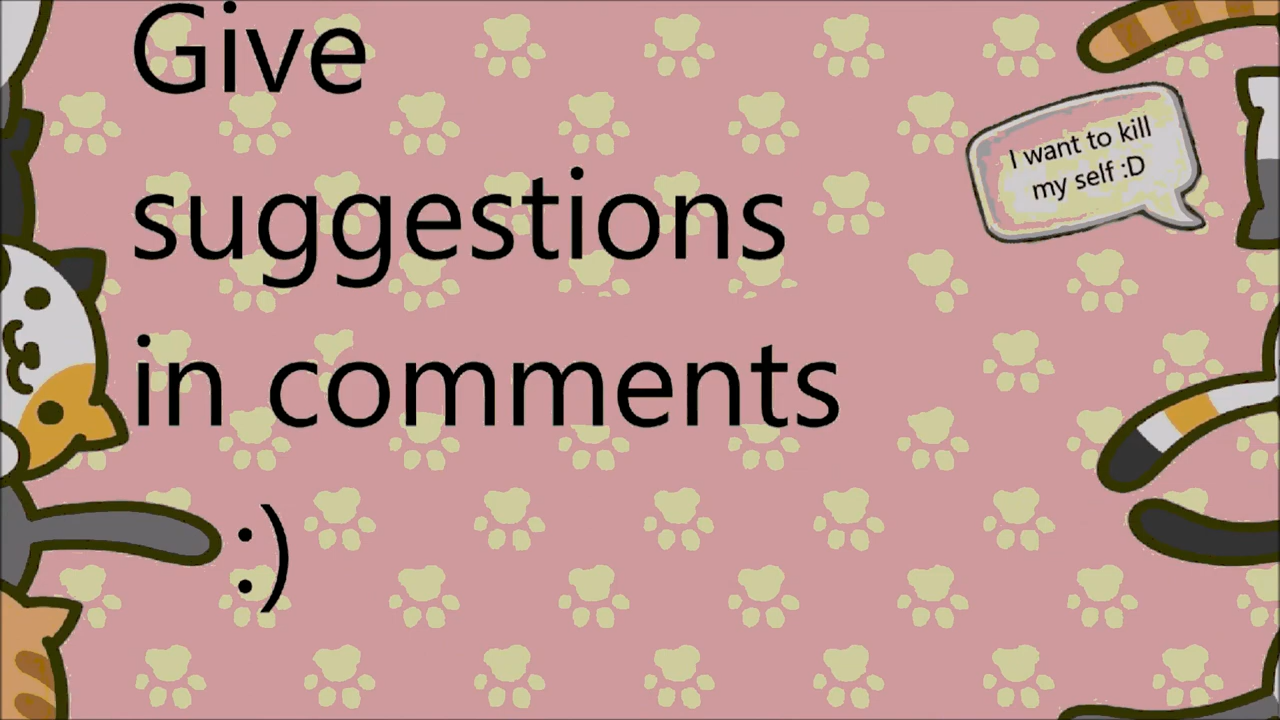 Give
suggestions
in comments
:)
I want to kill
my self :D